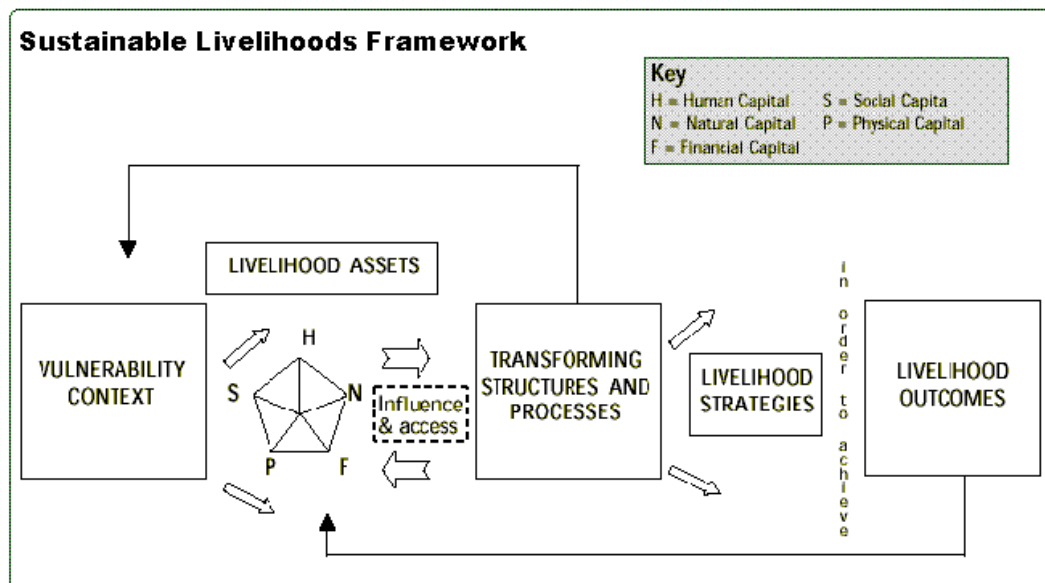 Sustainable Livelihoods Framework
Key
H = Human Capital S = Social Capita
N = Natural Capital P = Physical Capital
F = Financial Capital
LIVELIHOOD ASSETS
VULNERABILITY
CONTEXT
H
S
N
P
F
Influence
& access
TRANSFORMING
STRUCTURES AND
PROCESSES
LIVELIHOOD
STRATEGIES
in order to achieve
LIVELIHOOD
OUTCOMES